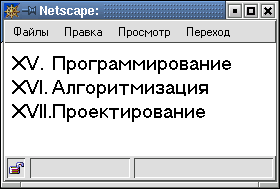 Netscape:
Файлы Правка Просмотр Переход
XV. Программирование
XVI. Алгоритмизация
XVII.Проектирование